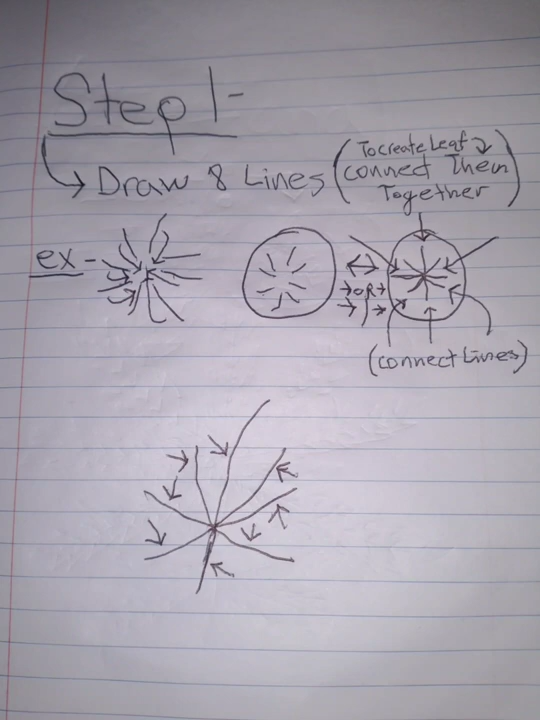 Step 1-
Draw 8 Lines (To create Leaf
connect Them
Together)
ex-
OR
(connect Lines)